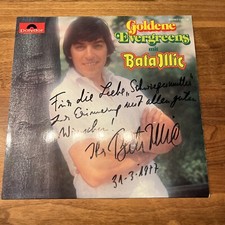 Goldene
Evergreens
mit
Bata Illic
Für die Liebe Schwiegermutter
zur Erinnerung mit allen guten
Wünschen!
Ihr Bata Illic
31-3-1977